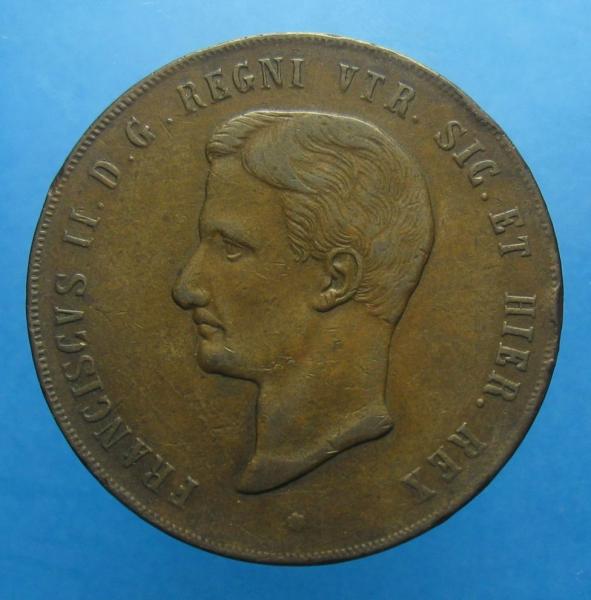 FRANCISCVS II. D. G. REGNI VTR. SIC. ET HIER. REX